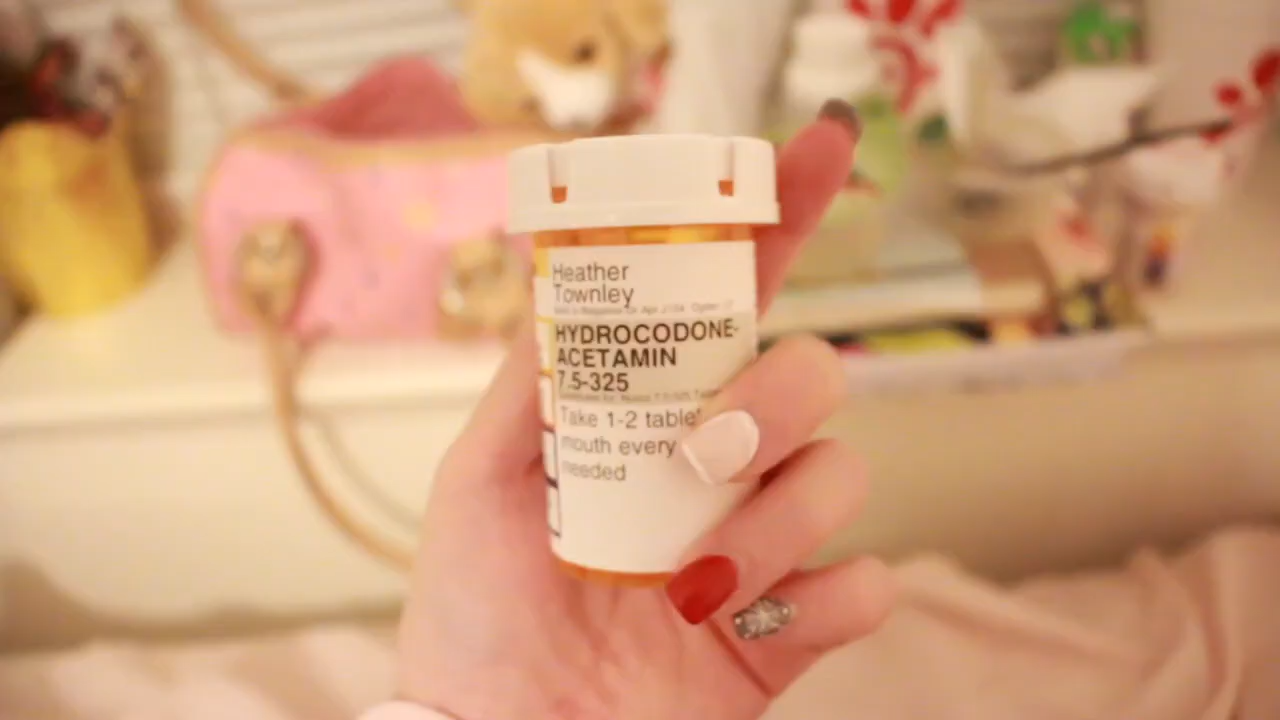 Heather
Townley
HYDROCODONE-
ACETAMIN
7.5-325
Take 1-2 tablet
mouth every
needed